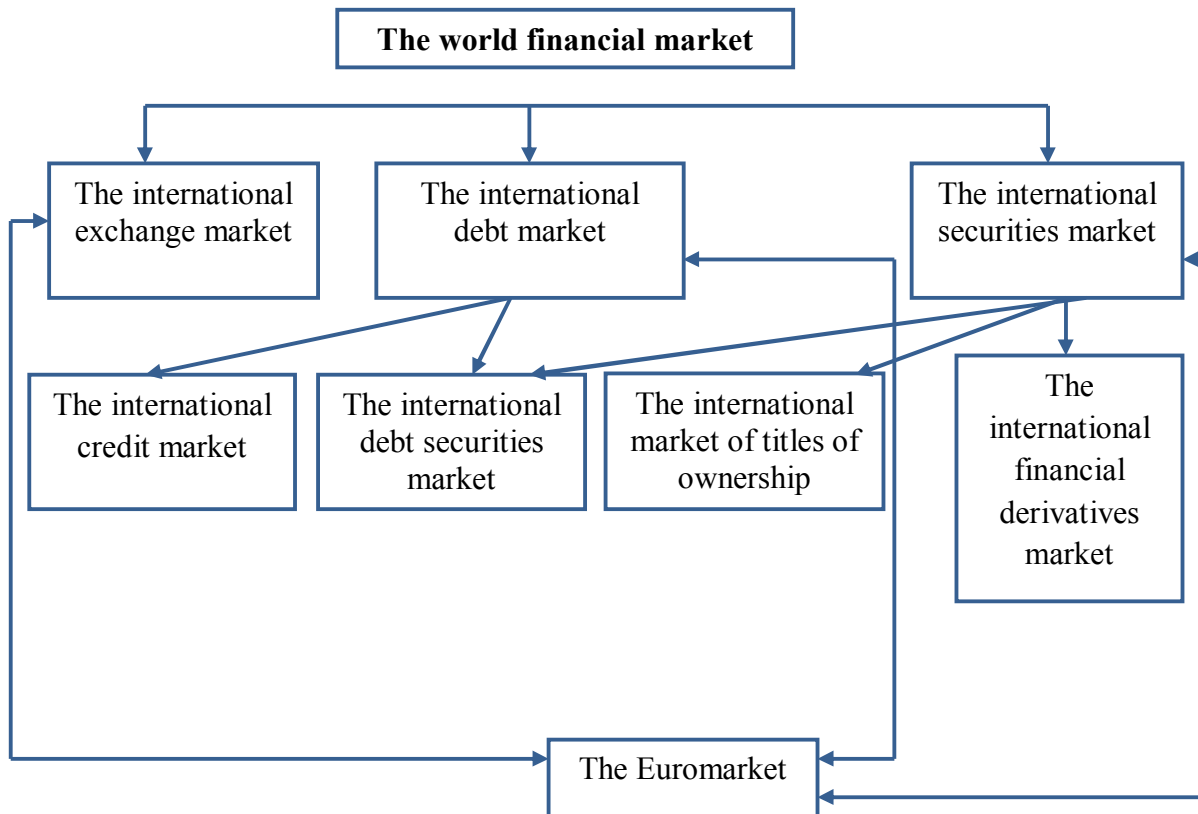 The world financial market
The international
exchange market
The international
debt market
The international
securities market
The international
credit market
The international
debt securities
market
The international
market of titles of
ownership
The
international
financial
derivatives
market
The Euromarket